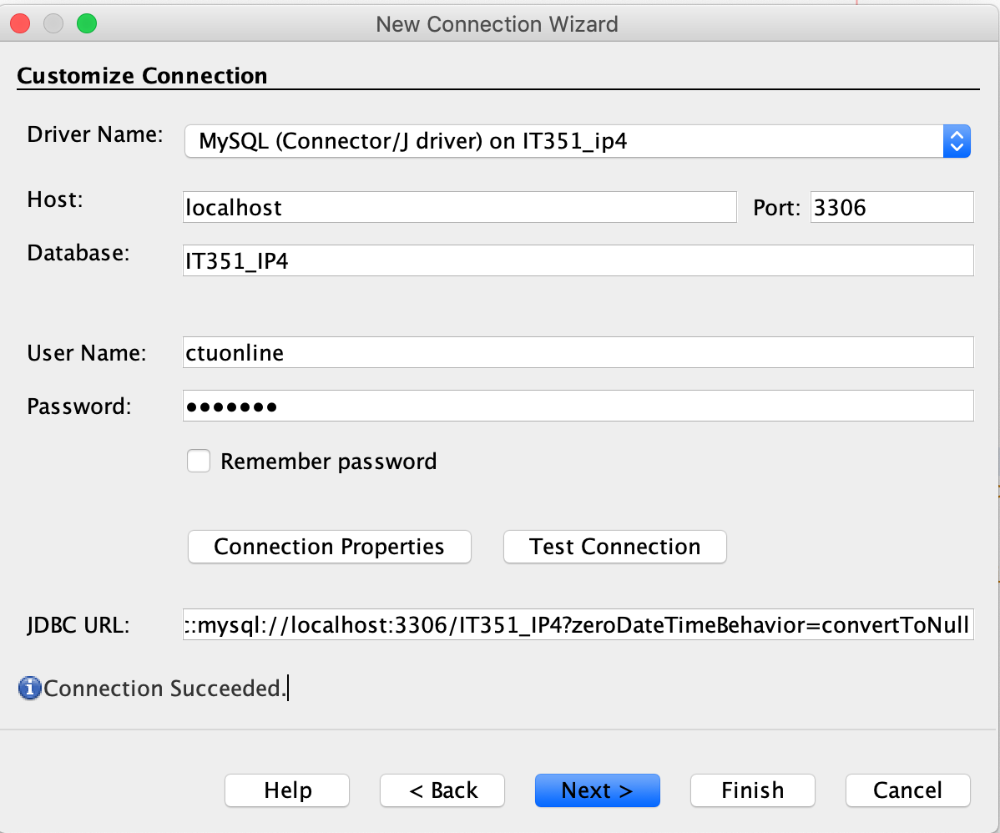 New Connection Wizard
Customize Connection
Driver Name: MySQL (Connector/J driver) on IT351_ip4
Host: localhost Port: 3306
Database: IT351_IP4
User Name: ctuonline
Password: •••••••
Remember password
Connection Properties Test Connection
JDBC URL: ::mysql://localhost:3306/IT351_IP4?zeroDateTimeBehavior=convertToNull
Connection Succeeded.
Help < Back Next > Finish Cancel